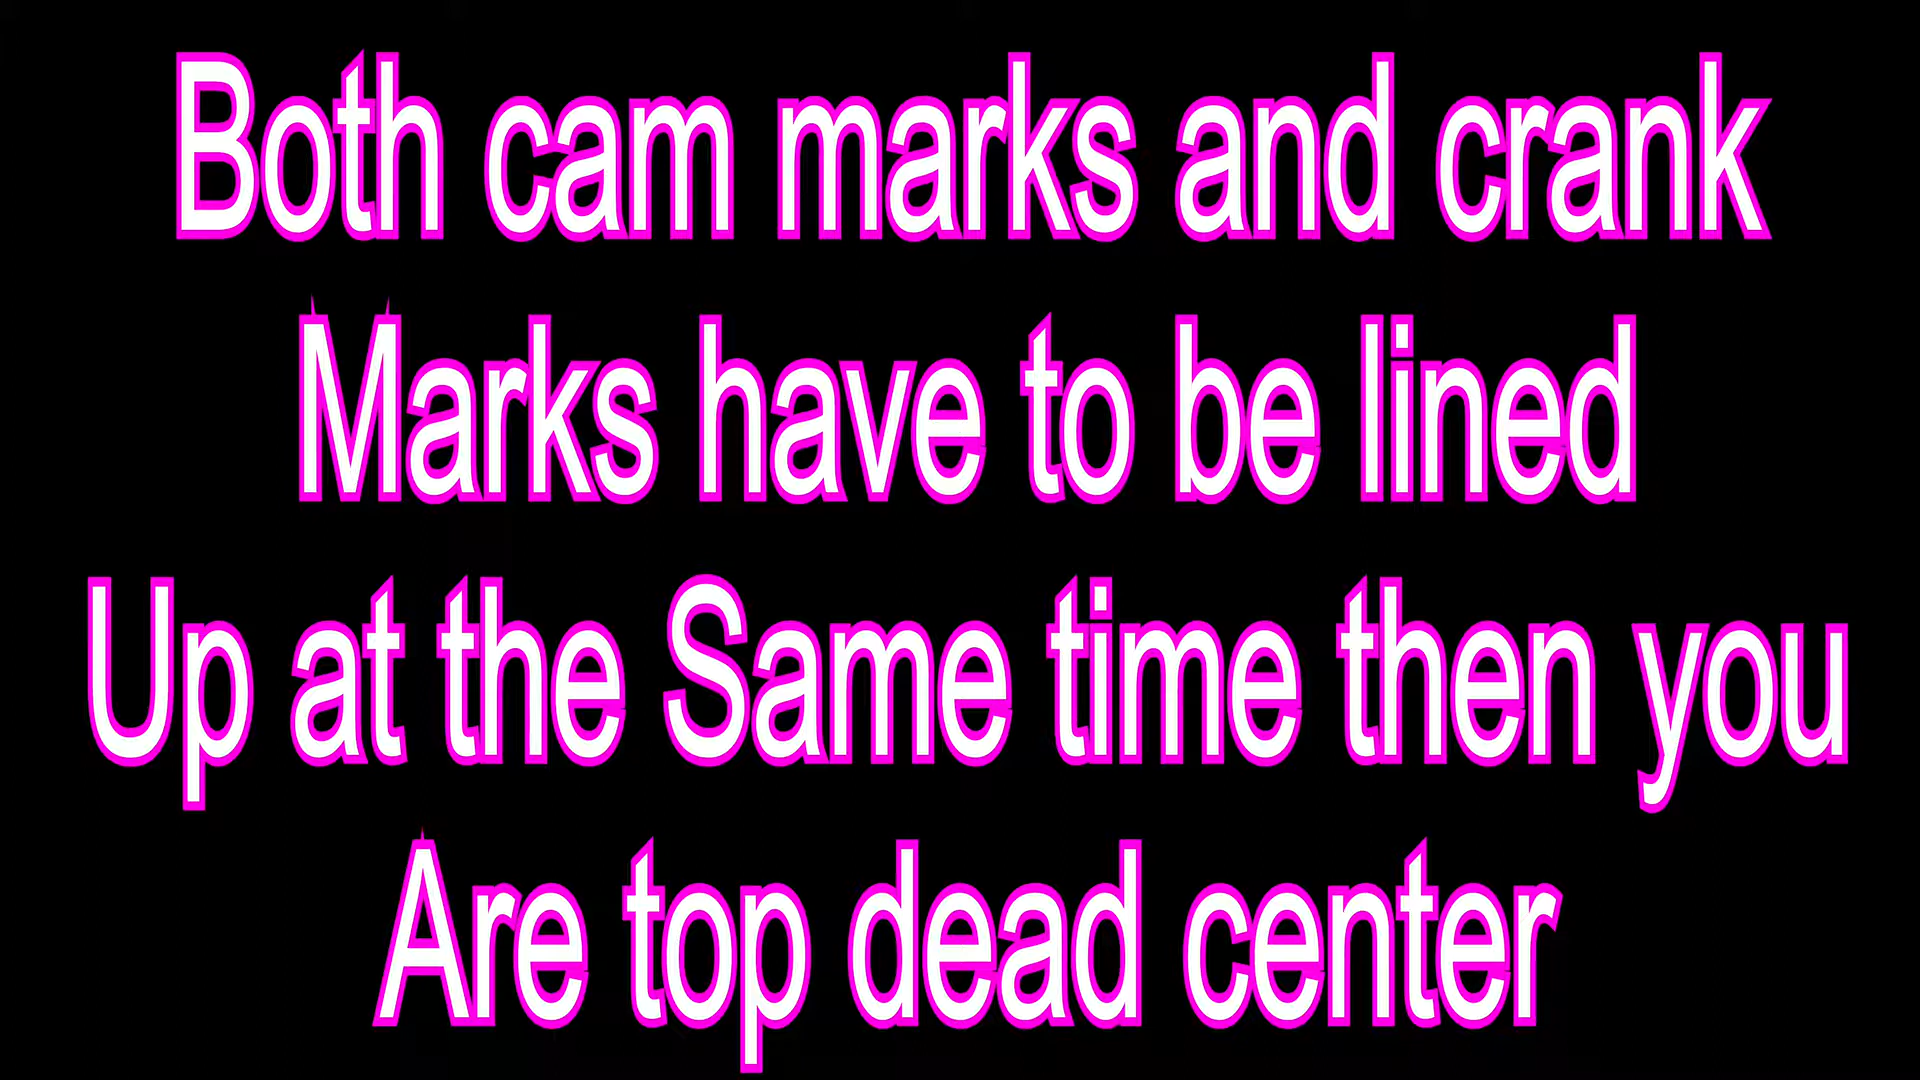 Both cam marks and crank
Marks have to be lined
Up at the Same time then you
Are top dead center